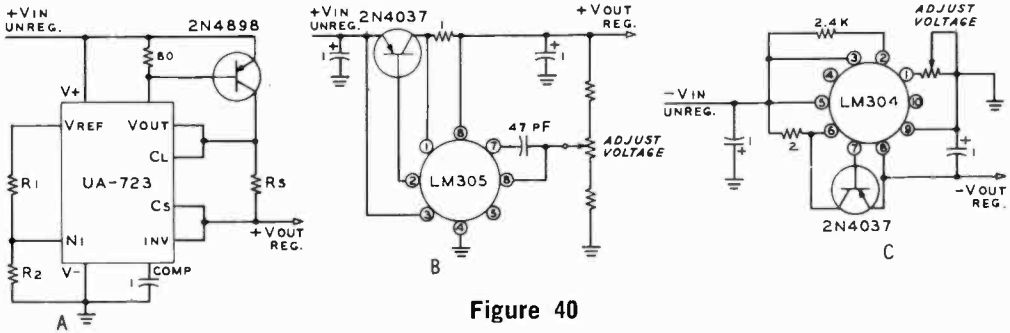 +VIN
UNREG.
2N4898
80
V+
VREF
VOUT
CL
UA-723
R1
RS
CS
N1
INV
+VOUT
REG.
R2
V-
COMP
1
A
+VIN
UNREG.
2N4037
1
+VOUT
REG.
1
1
6
47 PF
1
7
ADJUST
VOLTAGE
2
LM305
8
3
5
4
B
Figure 40
ADJUST
VOLTAGE
2.4K
3
2
4
1
-VIN
UNREG.
5
LM304
10
6
9
1
2
7
8
1
-VOUT
REG.
2N4037
C